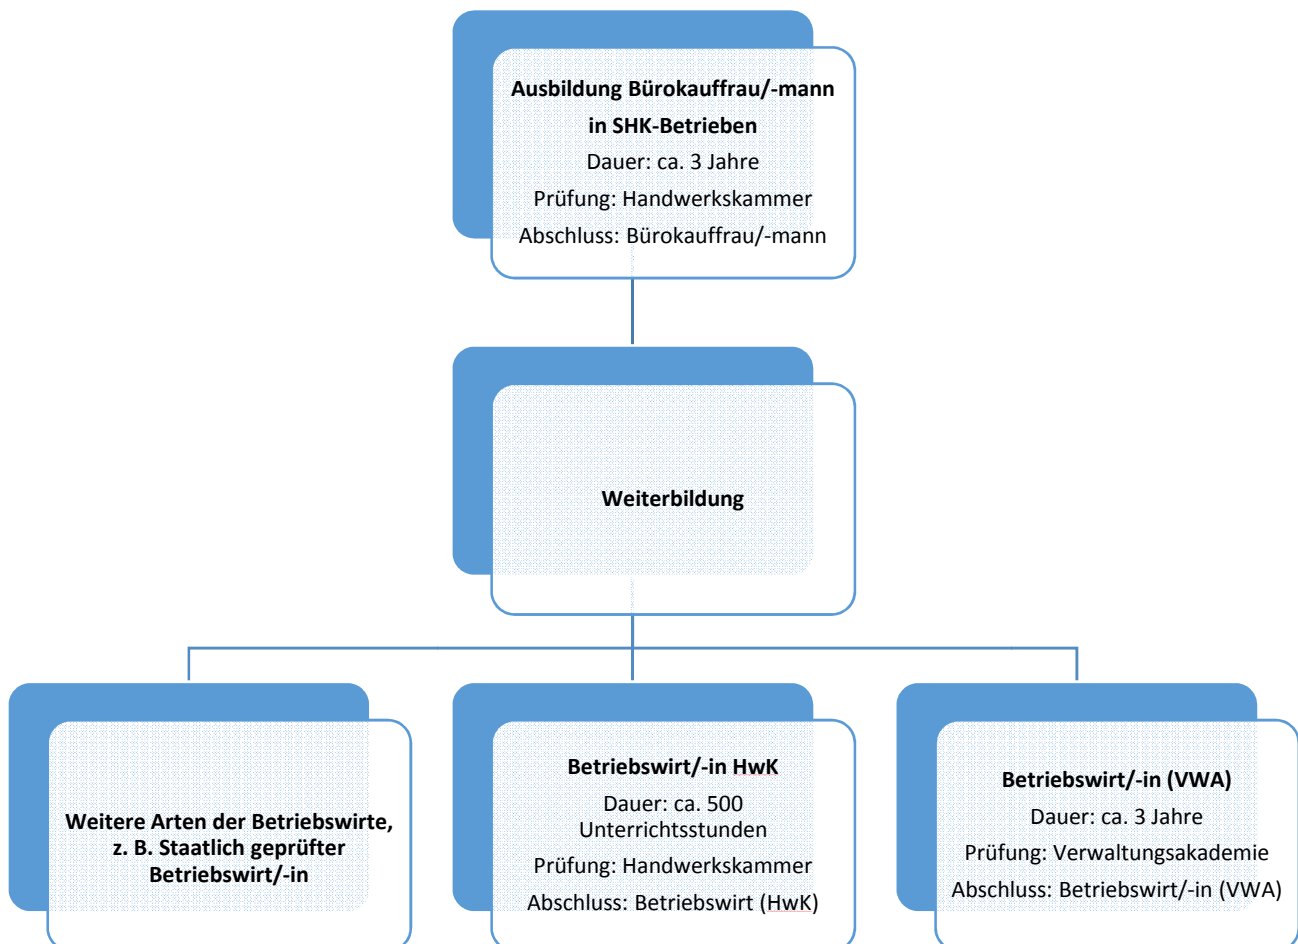 Ausbildung Bürokauffrau/-mann
in SHK-Betrieben
Dauer: ca. 3 Jahre
Prüfung: Handwerkskammer
Abschluss: Bürokauffrau/-mann
Weiterbildung
Weitere Arten der Betriebswirte,
z. B. Staatlich geprüfter
Betriebswirt/-in
Betriebswirt/-in HwK
Dauer: ca. 500
Unterrichtsstunden
Prüfung: Handwerkskammer
Abschluss: Betriebswirt (HwK)
Betriebswirt/-in (VWA)
Dauer: ca. 3 Jahre
Prüfung: Verwaltungsakademie
Abschluss: Betriebswirt/-in (VWA)